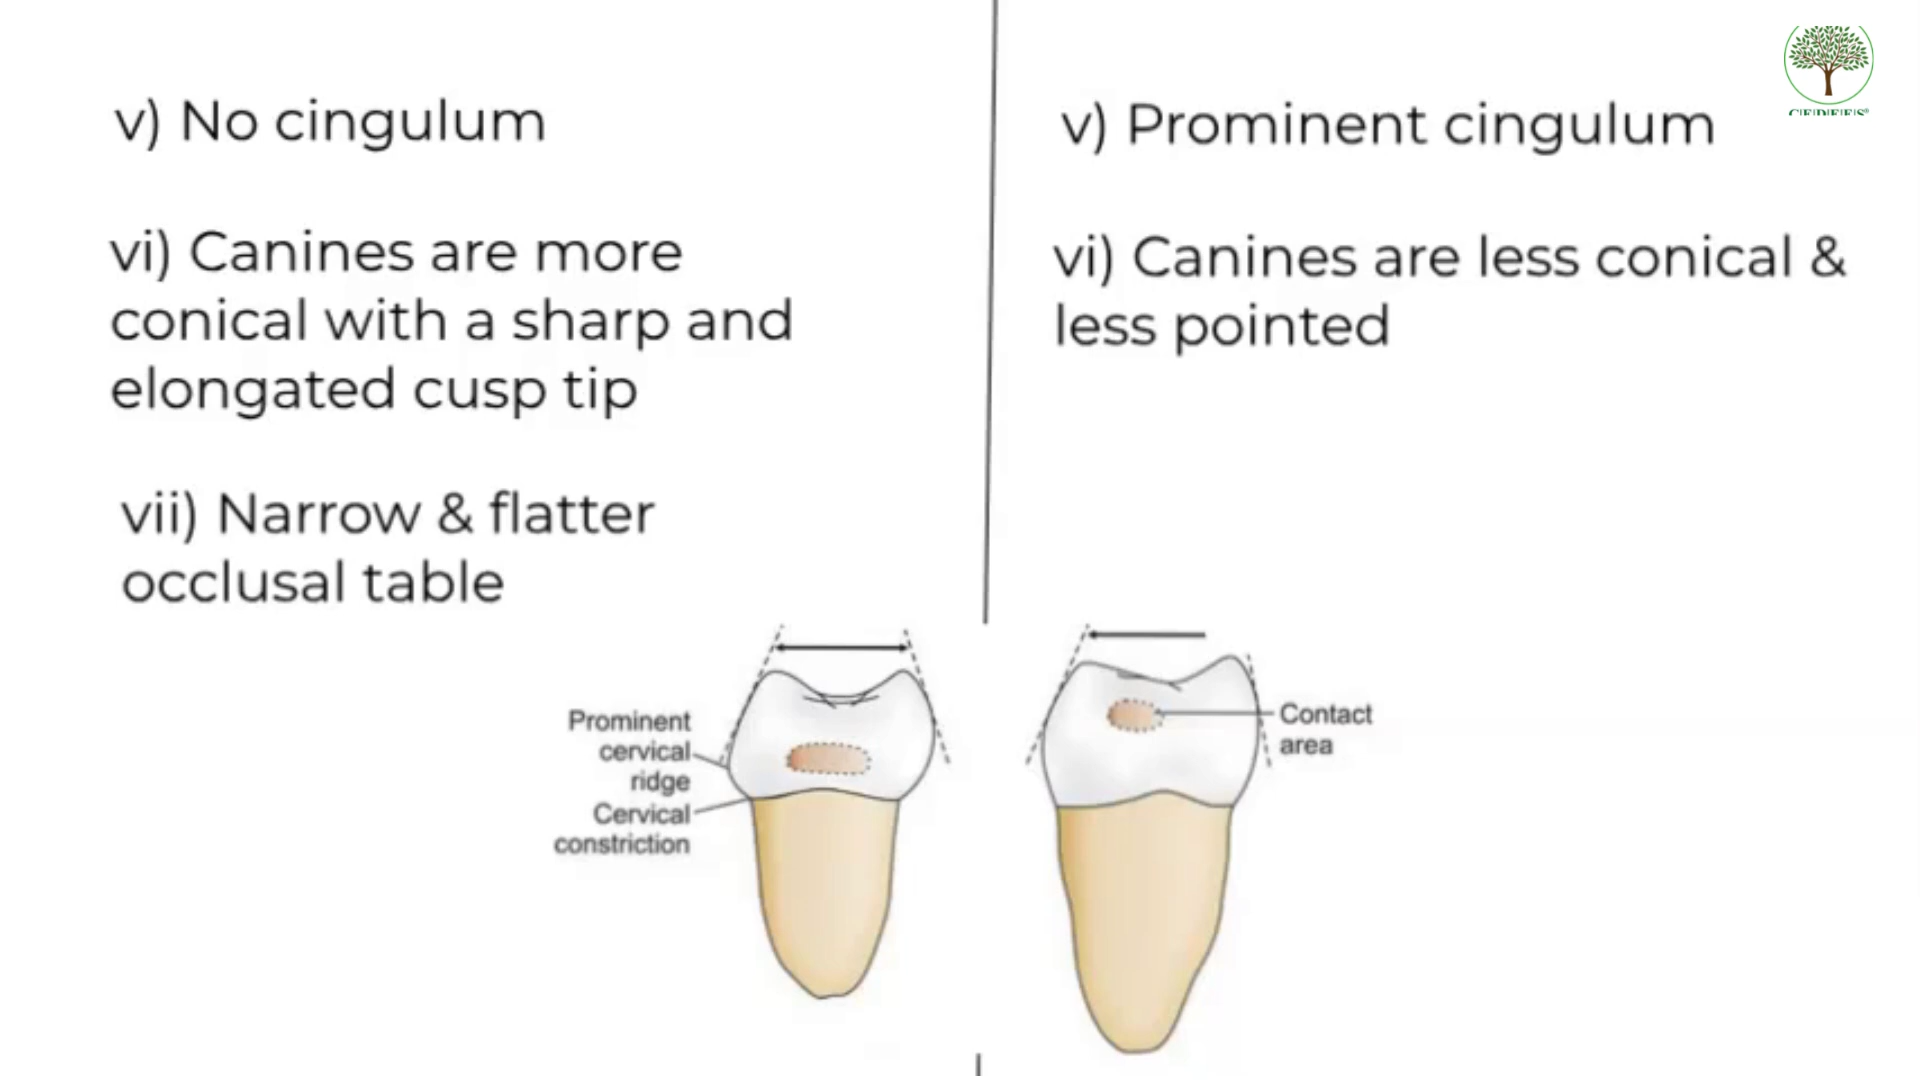 v) No cingulum
vi) Canines are more
conical with a sharp and
elongated cusp tip
vii) Narrow & flatter
occlusal table
v) Prominent cingulum
vi) Canines are less conical &
less pointed
Prominent
cervical
ridge
Cervical
constriction
Contact
area